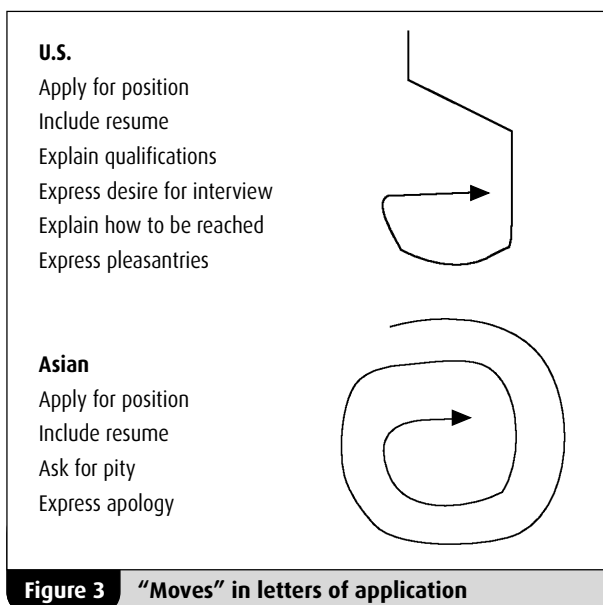 U.S.
Apply for position
Include resume
Explain qualifications
Express desire for interview
Explain how to be reached
Express pleasantries
Asian
Apply for position
Include resume
Ask for pity
Express apology
Figure 3 “Moves” in letters of application